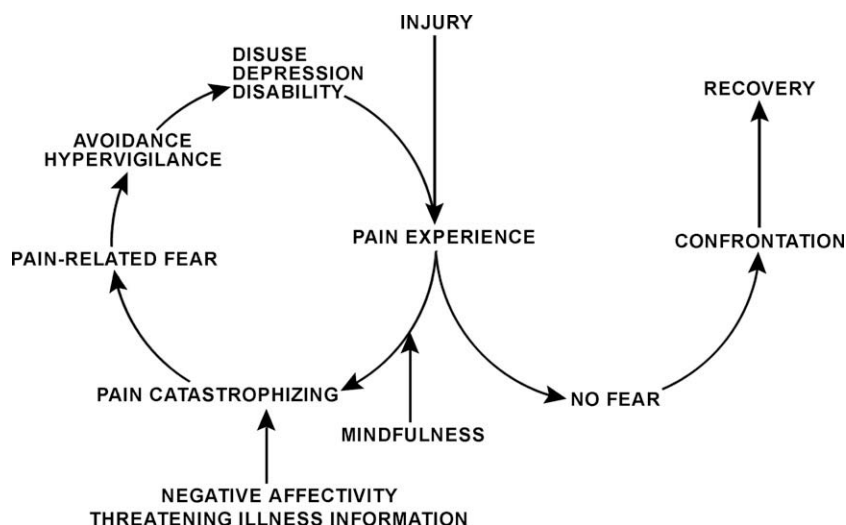 INJURY
DISUSE
DEPRESSION
DISABILITY
RECOVERY
AVOIDANCE
HYPERVIGILANCE
PAIN EXPERIENCE
CONFRONTATION
PAIN-RELATED FEAR
PAIN CATASTROPHIZING
NO FEAR
MINDFULNESS
NEGATIVE AFFECTIVITY
THREATENING ILLNESS INFORMATION